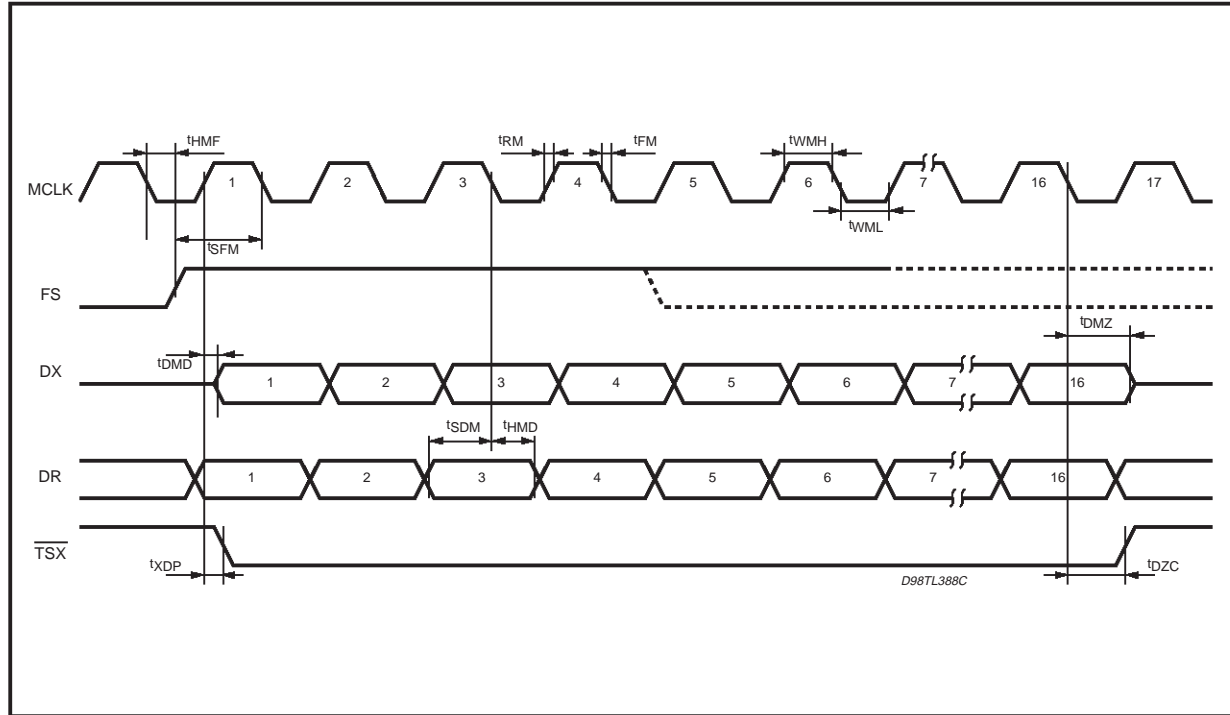 tHMF
tRM
tFM
tWMH
MCLK
1 2 3 4 5 6 7 16 17
tWML
tSFM
FS
tDMZ
tDMD
DX
1 2 3 4 5 6 7 16
tSDM
tHMD
DR
1 2 3 4 5 6 7 16
TSX
tXDP
tDZC
D98TL388C